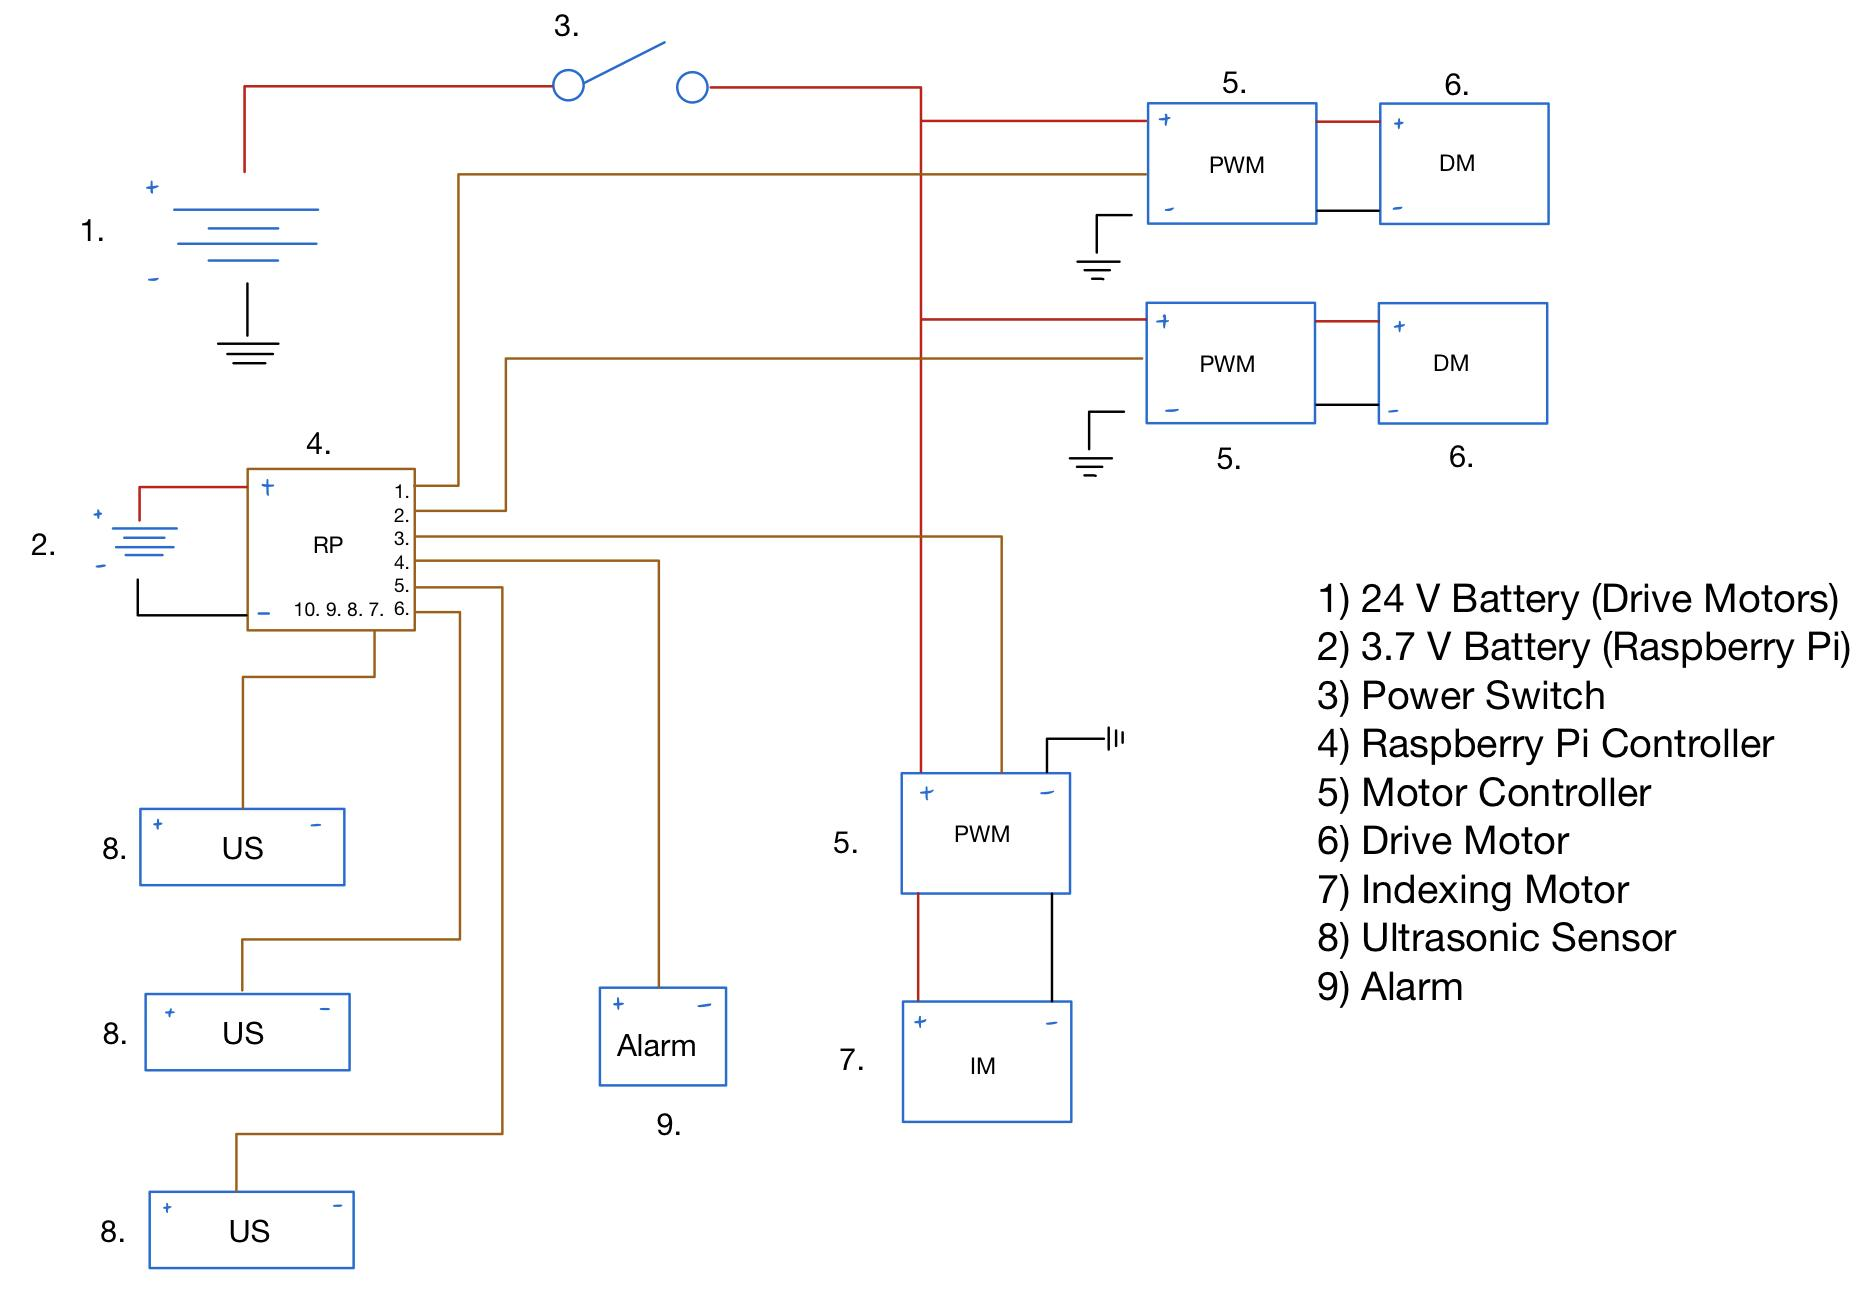 3.
5.
6.
+
+
PWM
DM
-
-
+
1.
-
+
+
PWM
DM
-
-
5.
6.
4.
+
1.
2.
+
2.
RP
3.
-
4.
5.
-
10. 9. 8. 7. 6.
1) 24 V Battery (Drive Motors)
2) 3.7 V Battery (Raspberry Pi)
3) Power Switch
4) Raspberry Pi Controller
5) Motor Controller
6) Drive Motor
7) Indexing Motor
8) Ultrasonic Sensor
9) Alarm
+ -
8.
US
+ -
5.
PWM
+ -
8.
US
+ -
Alarm
9.
+ -
7.
IM
+ -
8.
US